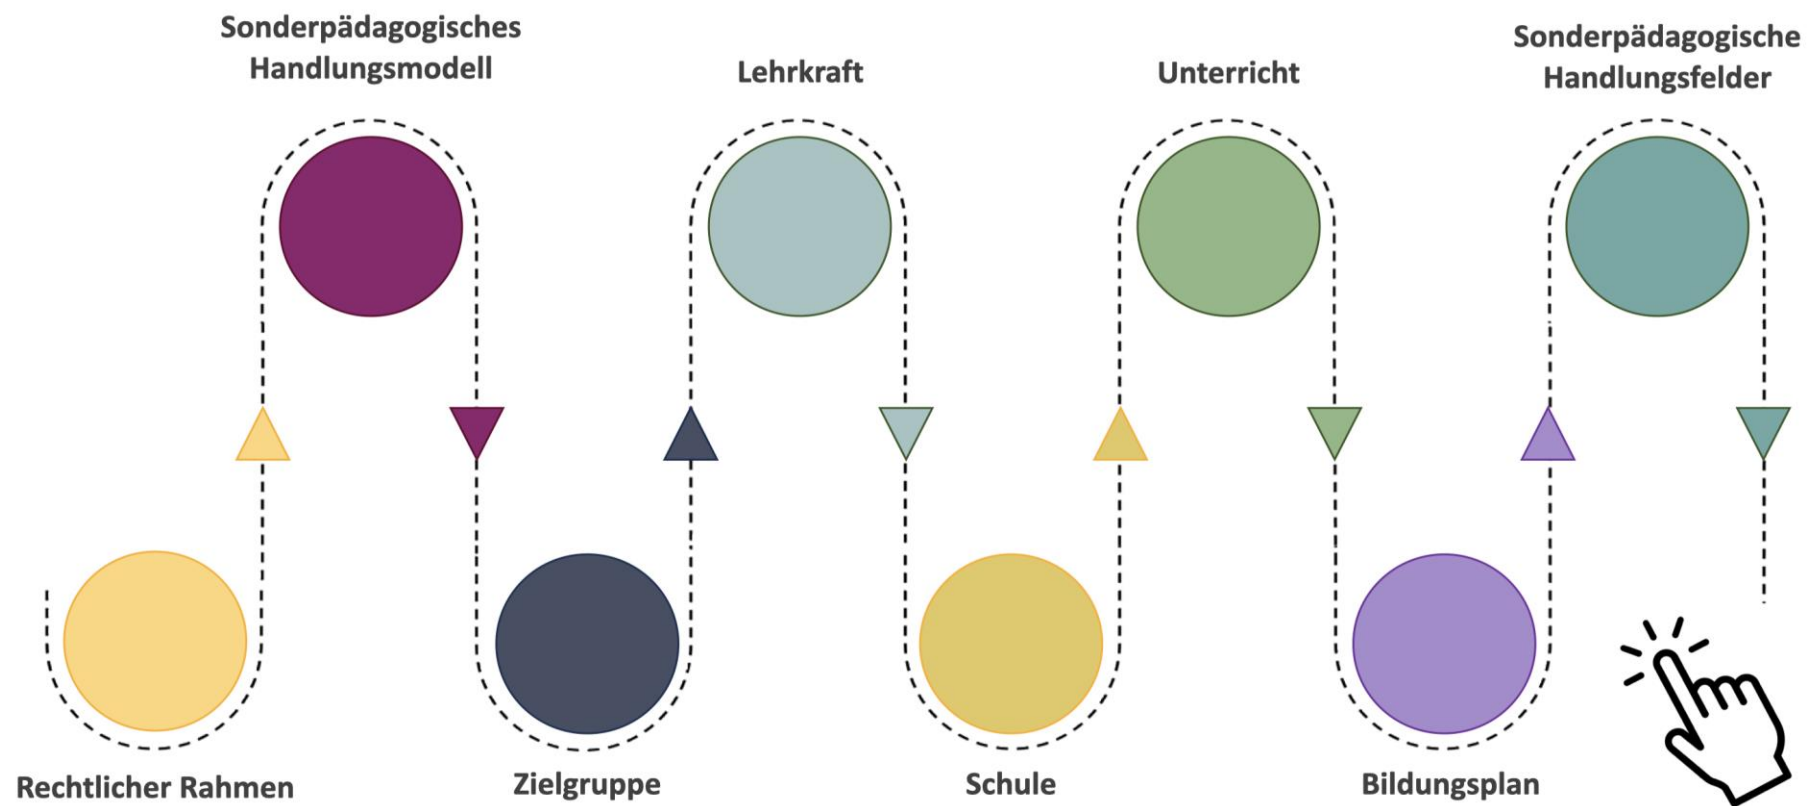 Sonderpädagogisches
Handlungsmodell
Lehrkraft
Unterricht
Sonderpädagogische
Handlungsfelder
Rechtlicher Rahmen
Zielgruppe
Schule
Bildungsplan